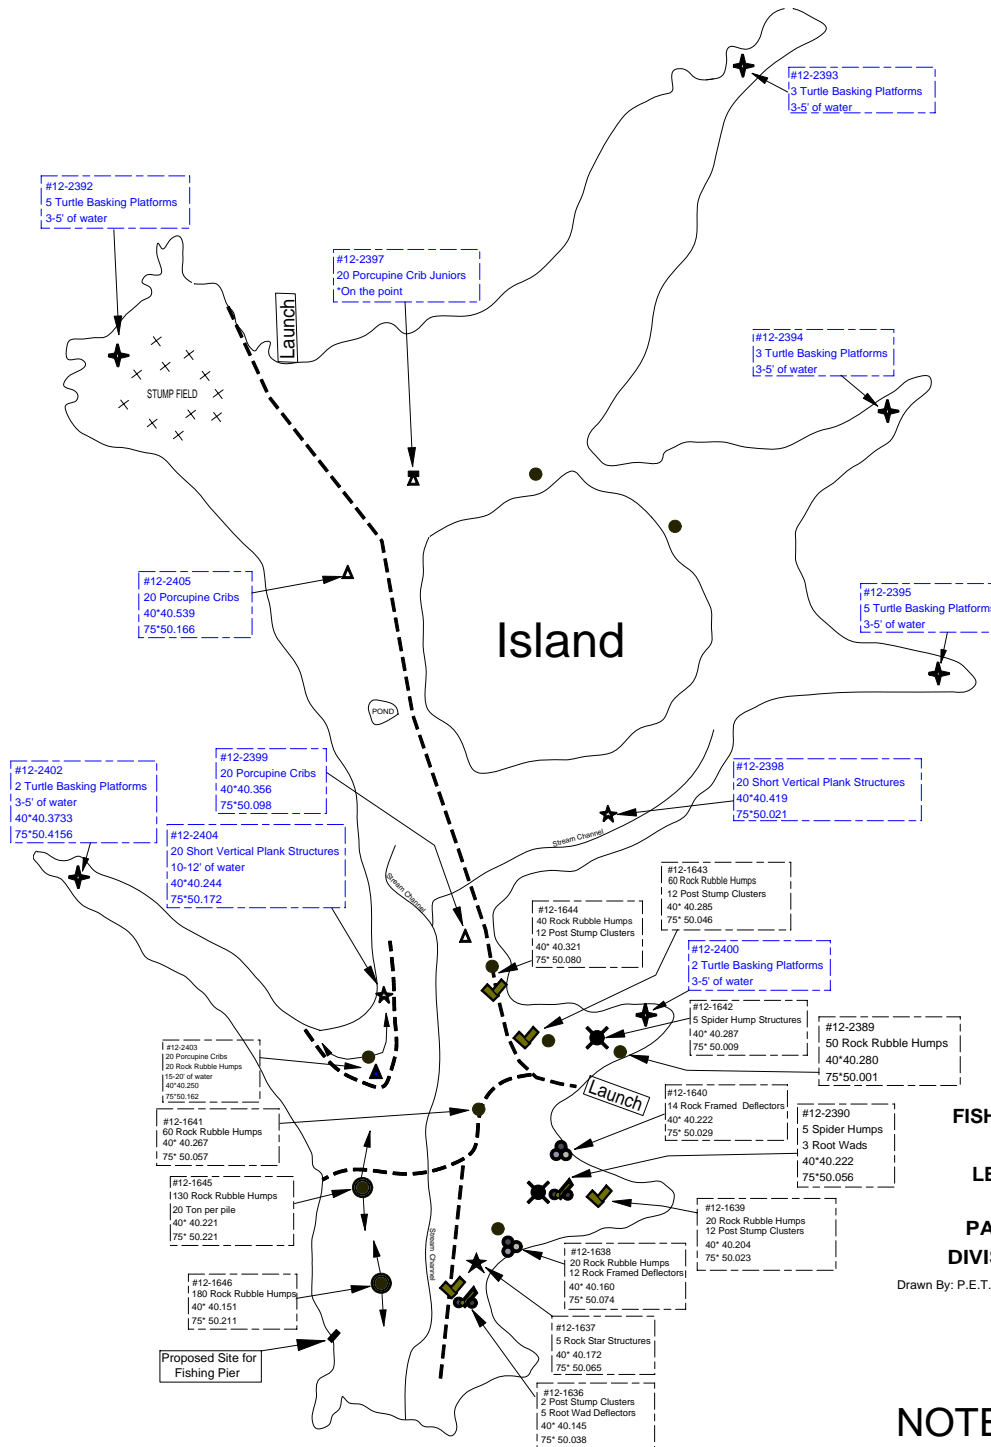 #12-2393
3 Turtle Basking Platforms
3-5' of water
#12-2392
5 Turtle Basking Platforms
3-5' of water
#12-2397
20 Porcupine Crib Juniors
*On the point
Launch
#12-2394
3 Turtle Basking Platforms
3-5' of water
STUMP FIELD
#12-2405
20 Porcupine Cribs
40*40.539
75*50.166
#12-2395
5 Turtle Basking Platforms
3-5' of water
Island
POND
#12-2399
20 Porcupine Cribs
40*40.356
75*50.098
#12-2402
2 Turtle Basking Platforms
3-5' of water
40*40.3733
75*50.4156
#12-2398
20 Short Vertical Plank Structures
40*40.419
75*50.021
#12-2404
20 Short Vertical Plank Structures
10-12' of water
40*40.244
75*50.172
Stream Channel
Stream Channel
#12-1643
60 Rock Rubble Humps
12 Post Stump Clusters
40* 40.285
75* 50.046
#12-1644
40 Rock Rubble Humps
12 Post Stump Clusters
40* 40.321
75* 50.080
#12-2400
2 Turtle Basking Platforms
3-5' of water
#12-1642
5 Spider Hump Structures
40* 40.287
75* 50.009
#12-2389
50 Rock Rubble Humps
40*40.280
75*50.001
#12-2403
20 Porcupine Cribs
20 Rock Rubble Humps
15-20' of water
40*40.250
75*50.162
Launch
#12-1640
14 Rock Framed Deflectors
40* 40.222
75* 50.029
#12-2390
5 Spider Humps
3 Root Wads
40*40.222
75*50.056
FISH
#12-1641
60 Rock Rubble Humps
40* 40.267
75* 50.057
LE
#12-1645
130 Rock Rubble Humps
20 Ton per pile
40* 40.221
75* 50.221
#12-1639
20 Rock Rubble Humps
12 Post Stump Clusters
40* 40.204
75* 50.023
PA
DIVIS
Drawn By: P.E.T.
Stream Channel
#12-1638
20 Rock Rubble Humps
12 Rock Framed Deflectors
40* 40.160
75* 50.074
#12-1646
180 Rock Rubble Humps
40* 40.151
75* 50.211
#12-1637
5 Rock Star Structures
40* 40.172
75* 50.065
Proposed Site for
Fishing Pier
#12-1636
2 Post Stump Clusters
5 Root Wad Deflectors
40* 40.145
75* 50.038
NOTE